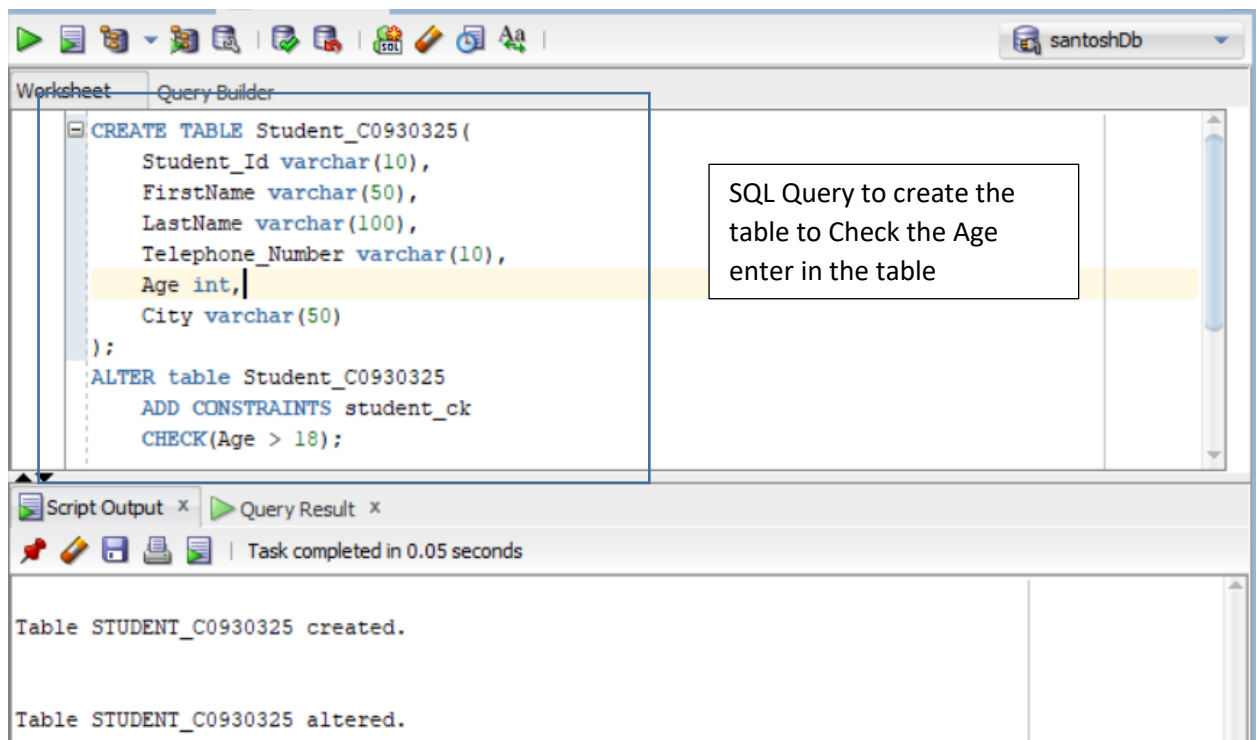 santoshDb
Worksheet Query Builder
CREATE TABLE Student_C0930325(
Student_Id varchar(10),
FirstName varchar(50),
LastName varchar(100),
Telephone_Number varchar(10),
Age int,
City varchar(50)
);
ALTER table Student_C0930325
ADD CONSTRAINTS student_ck
CHECK(Age > 18);
SQL Query to create the
table to Check the Age
enter in the table
Script Output x Query Result x
Task completed in 0.05 seconds
Table STUDENT_C0930325 created.
Table STUDENT_C0930325 altered.